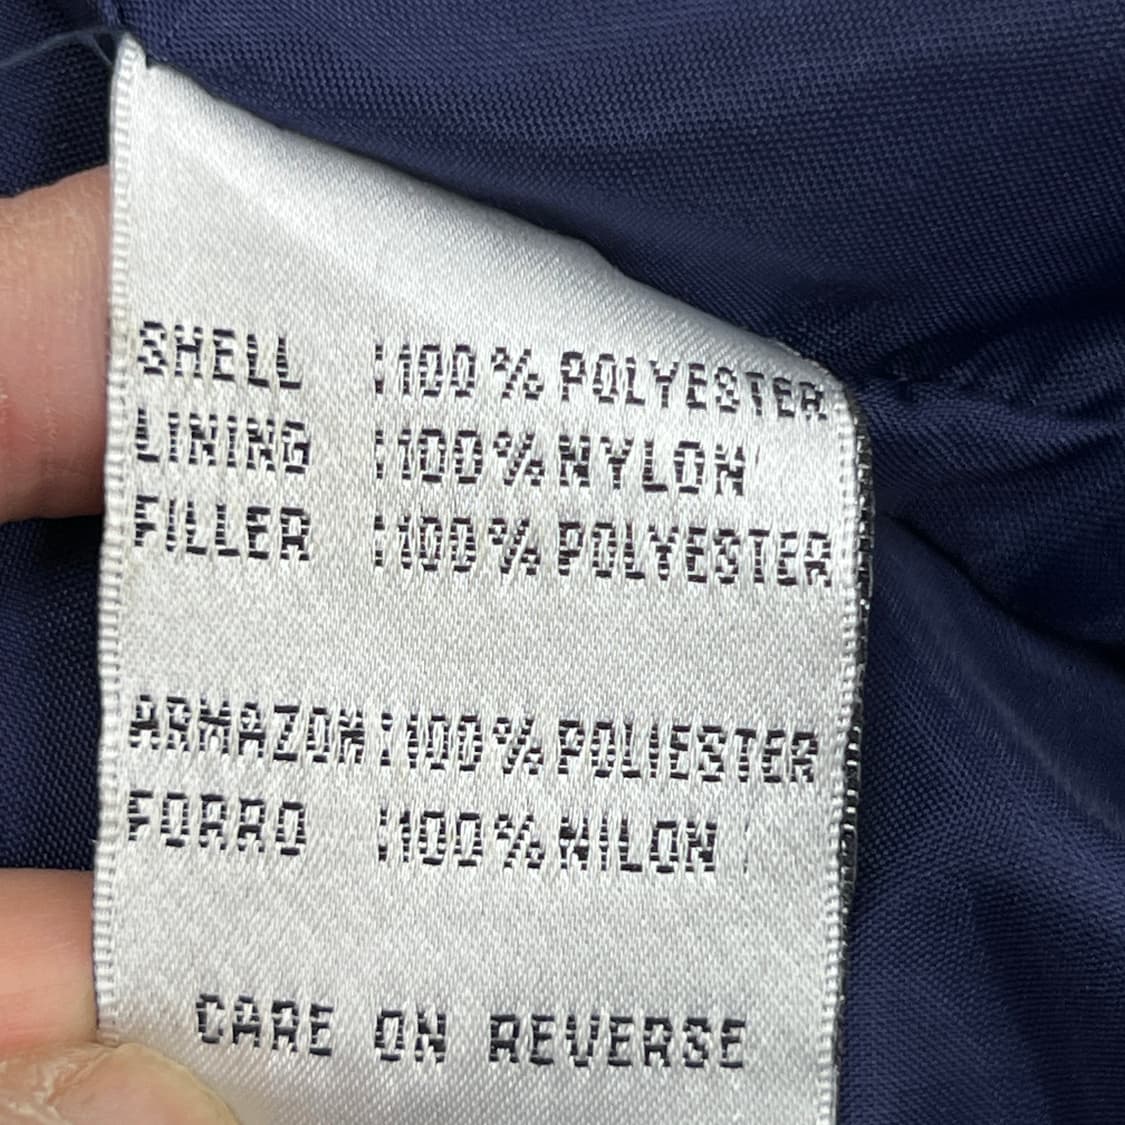 SHELL :100% POLYESTER
LINING :100% NYLON
FILLER :100% POLYESTER
ARMAZON :100% POLIESTER
FORRO :100% NILON
CARE ON REVERSE